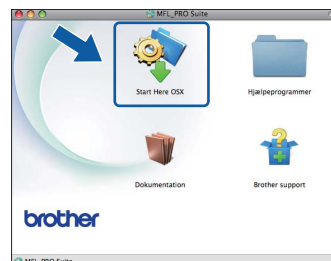 MFL_PRO Suite
Start Here OSX
Hjælpeprogrammer
Dokumentation
Brother support
brother
MFL_PRO Suite